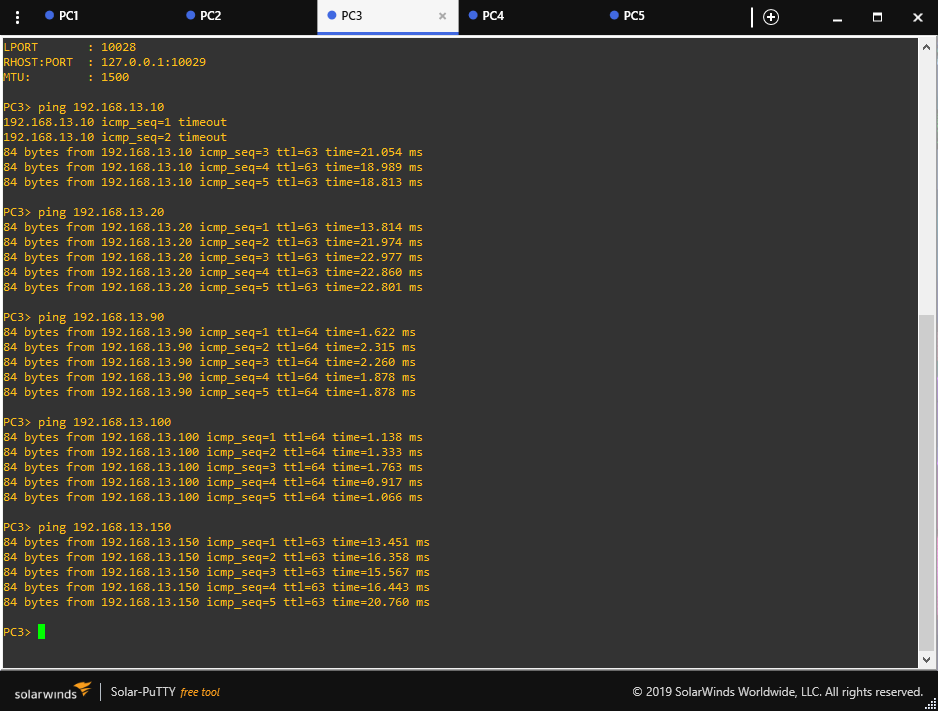 PC1 PC2 PC3 PC4 PC5
LPORT : 10028
RHOST:PORT : 127.0.0.1:10029
MTU: : 1500
PC3> ping 192.168.13.10
192.168.13.10 icmp_seq=1 timeout
192.168.13.10 icmp_seq=2 timeout
84 bytes from 192.168.13.10 icmp_seq=3 ttl=63 time=21.054 ms
84 bytes from 192.168.13.10 icmp_seq=4 ttl=63 time=18.989 ms
84 bytes from 192.168.13.10 icmp_seq=5 ttl=63 time=18.813 ms
PC3> ping 192.168.13.20
84 bytes from 192.168.13.20 icmp_seq=1 ttl=63 time=13.814 ms
84 bytes from 192.168.13.20 icmp_seq=2 ttl=63 time=21.974 ms
84 bytes from 192.168.13.20 icmp_seq=3 ttl=63 time=22.977 ms
84 bytes from 192.168.13.20 icmp_seq=4 ttl=63 time=22.860 ms
84 bytes from 192.168.13.20 icmp_seq=5 ttl=63 time=22.801 ms
PC3> ping 192.168.13.90
84 bytes from 192.168.13.90 icmp_seq=1 ttl=64 time=1.622 ms
84 bytes from 192.168.13.90 icmp_seq=2 ttl=64 time=2.315 ms
84 bytes from 192.168.13.90 icmp_seq=3 ttl=64 time=2.260 ms
84 bytes from 192.168.13.90 icmp_seq=4 ttl=64 time=1.878 ms
84 bytes from 192.168.13.90 icmp_seq=5 ttl=64 time=1.878 ms
PC3> ping 192.168.13.100
84 bytes from 192.168.13.100 icmp_seq=1 ttl=64 time=1.138 ms
84 bytes from 192.168.13.100 icmp_seq=2 ttl=64 time=1.333 ms
84 bytes from 192.168.13.100 icmp_seq=3 ttl=64 time=1.763 ms
84 bytes from 192.168.13.100 icmp_seq=4 ttl=64 time=0.917 ms
84 bytes from 192.168.13.100 icmp_seq=5 ttl=64 time=1.066 ms
PC3> ping 192.168.13.150
84 bytes from 192.168.13.150 icmp_seq=1 ttl=63 time=13.451 ms
84 bytes from 192.168.13.150 icmp_seq=2 ttl=63 time=16.358 ms
84 bytes from 192.168.13.150 icmp_seq=3 ttl=63 time=15.567 ms
84 bytes from 192.168.13.150 icmp_seq=4 ttl=63 time=16.443 ms
84 bytes from 192.168.13.150 icmp_seq=5 ttl=63 time=20.760 ms
PC3>
solarwinds Solar-PuTTY free tool © 2019 SolarWinds Worldwide, LLC. All rights reserved.